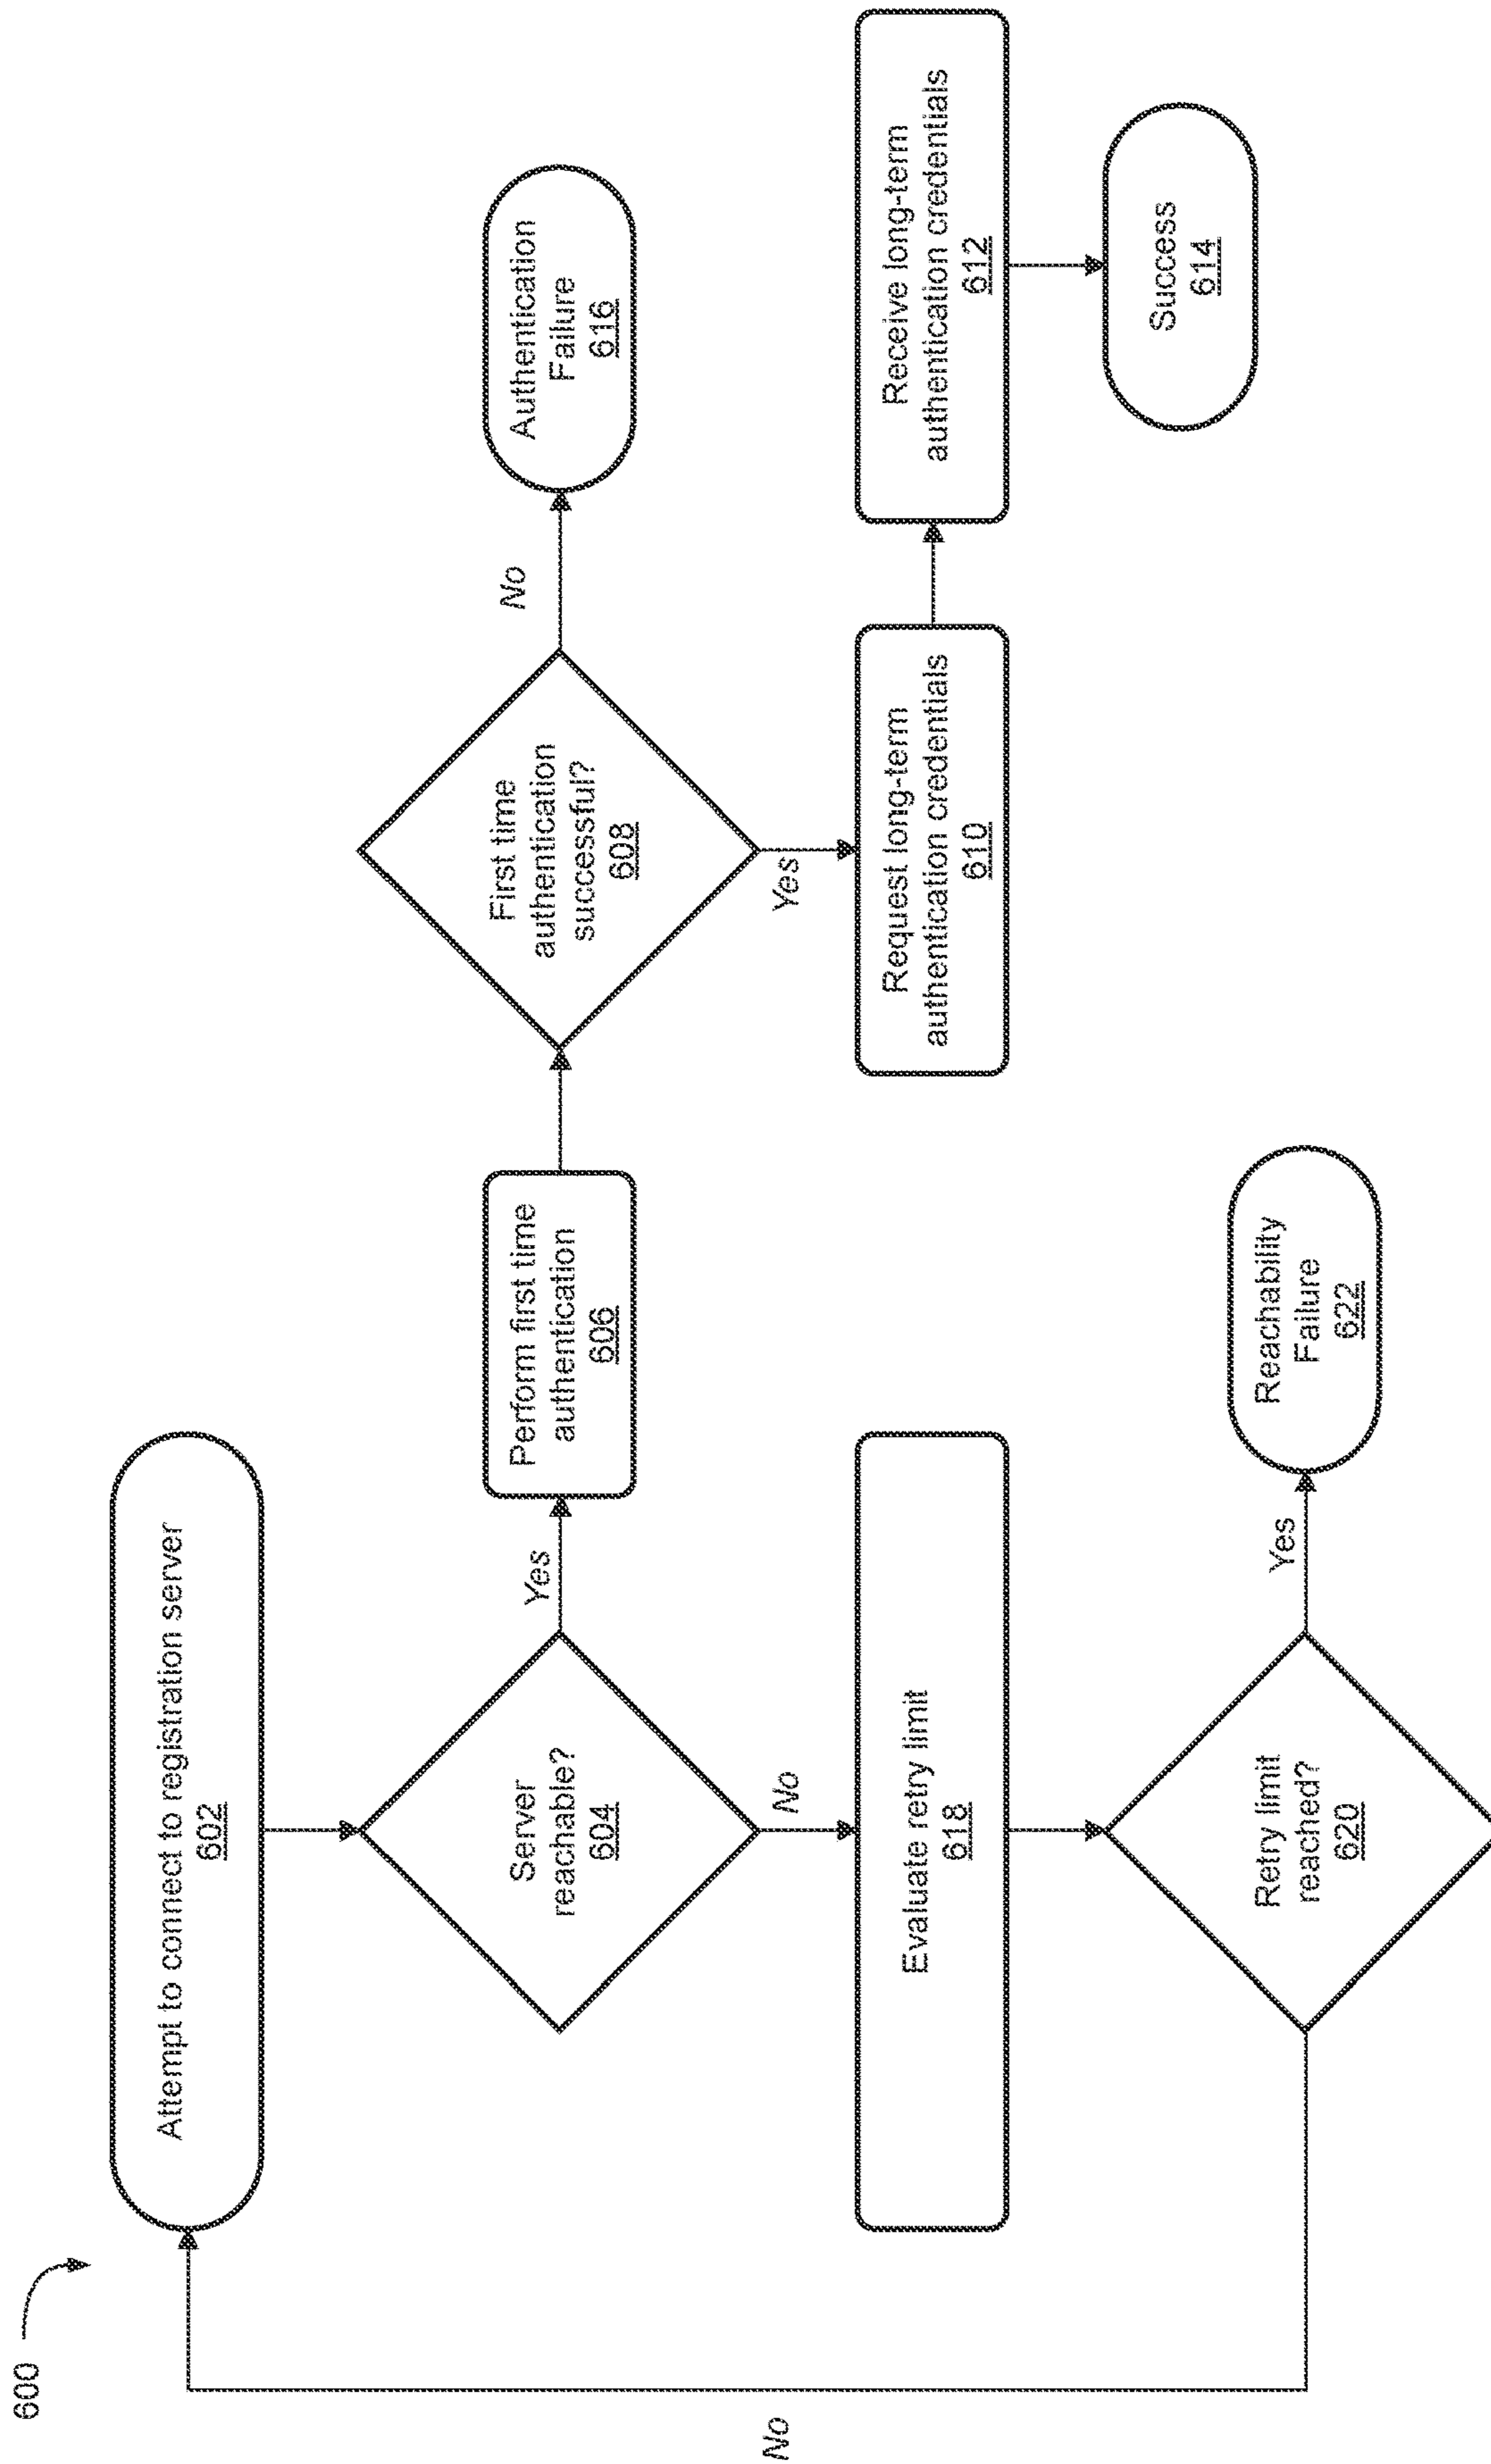 600
Attempt to connect to registration server
602
Server
reachable?
604
Yes
Perform first time
authentication
606
First time
authentication
successful?
608
No
Authentication
Failure
616
Yes
Request long-term
authentication credentials
610
Receive long-term
authentication credentials
612
Success
614
No
Evaluate retry limit
618
Retry limit
reached?
620
Yes
Reachability
Failure
622
No